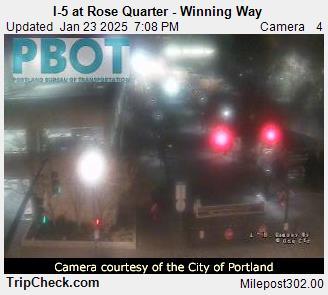 I-5 at Rose Quarter - Winning Way
Updated Jan 23 2025 7:08 PM Camera 4
PBOT
PORTLAND BUREAU OF TRANSPORTATION
Camera courtesy of the City of Portland
TripCheck.com
Milepost302.00